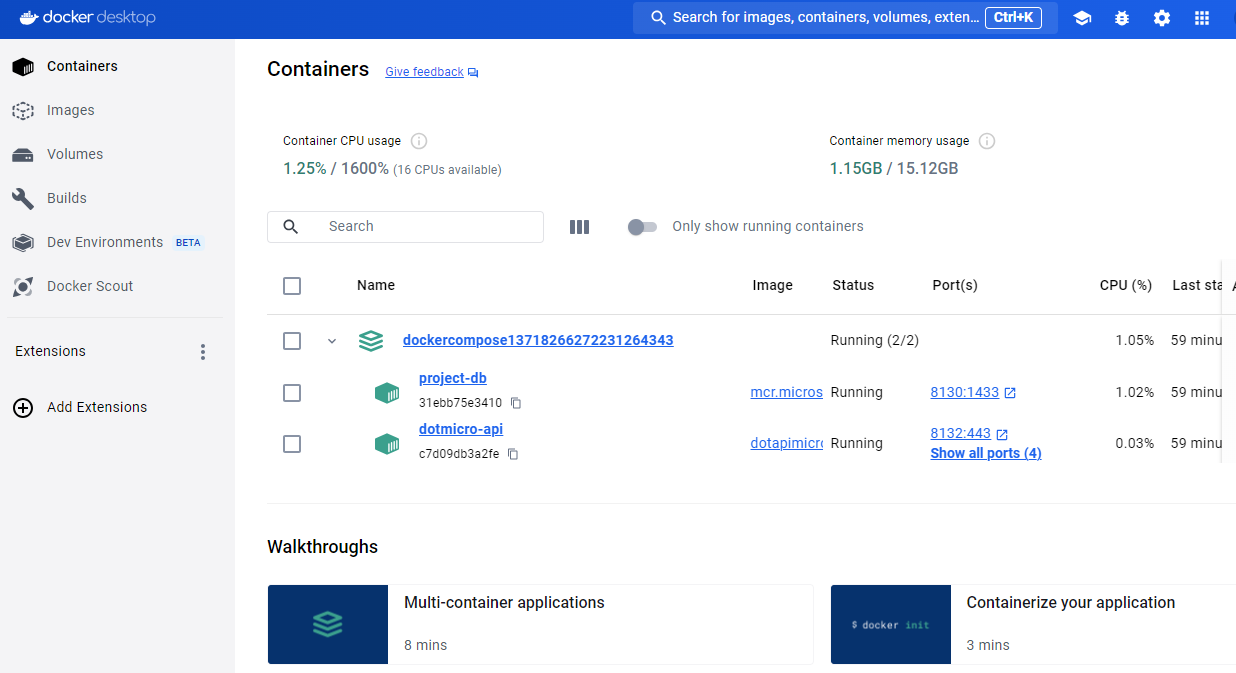 docker desktop
Search for images, containers, volumes, exten... Ctrl+K
Containers
Images
Volumes
Builds
Dev Environments BETA
Docker Scout
Extensions
Add Extensions
Containers Give feedback
Container CPU usage
1.25% / 1600% (16 CPUs available)
Container memory usage
1.15GB / 15.12GB
Search
Only show running containers
Name Image Status Port(s) CPU (%) Last sta
dockercompose13718266272231264343 Running (2/2) 1.05% 59 minu
project-db
31ebb75e3410
mcr.micros Running 8130:1433 1.02% 59 minu
dotmicro-api
c7d09db3a2fe
dotapimicro Running 8132:443 0.03% 59 minu
Show all ports (4)
Walkthroughs
Multi-container applications
8 mins
$ docker init
Containerize your application
3 mins